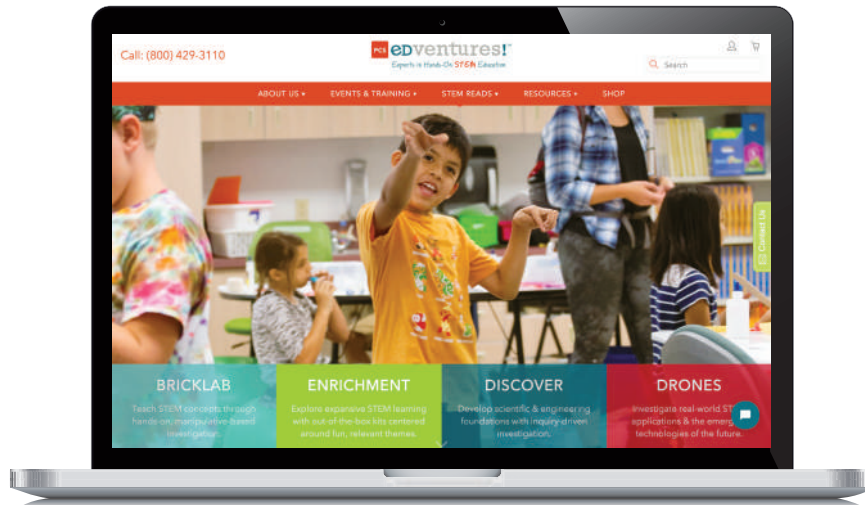 Call: (800) 429-3110
PCS edventures!
Experts in Hands-On STEM Education
Search
ABOUT US EVENTS & TRAINING STEM READS RESOURCES SHOP
Contact Us
BRICKLAB
Teach STEM concepts through
hands-on, manipulative-based
investigation.
ENRICHMENT
Explore expansive STEM learning
with out-of-the-box kits centered
around fun, relevant themes.
DISCOVER
Develop scientific & engineering
foundations with inquiry-driven
investigation.
DRONES
Investigate real-world
applications & the
technologies of the future.